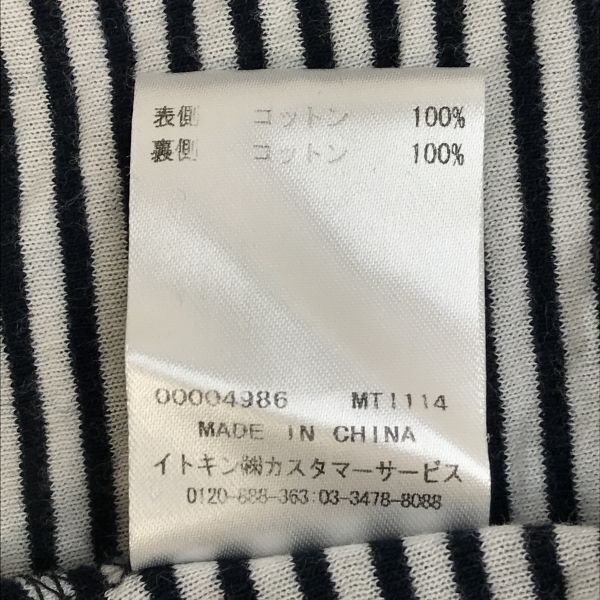 表側 コットン 100%
裏側 コットン 100%
00004986 MT1114
MADE IN CHINA
イトキン㈱カスタマーサービス
0120-888-363:03-3478-8088